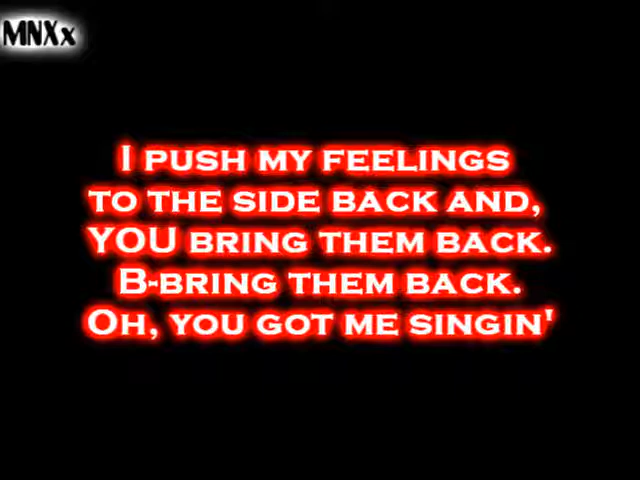 MNXx
I PUSH MY FEELINGS
TO THE SIDE BACK AND,
YOU BRING THEM BACK.
B-BRING THEM BACK.
OH, YOU GOT ME SINGIN'